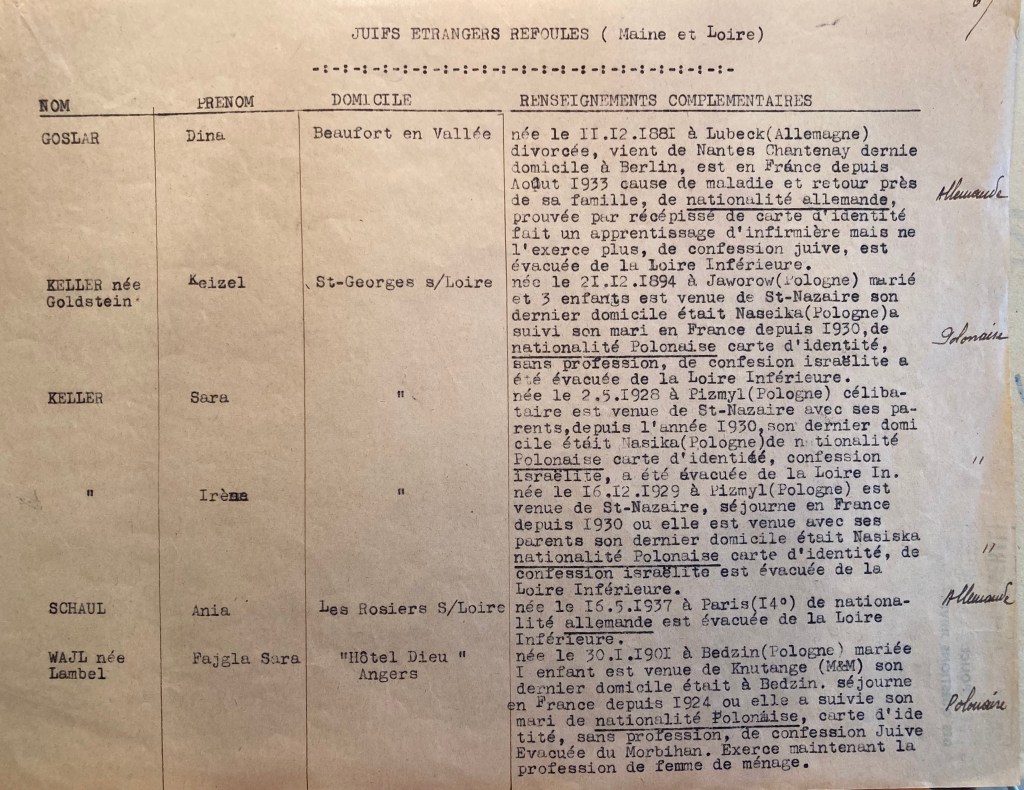 JUIFS ETRANGERS REFOULES ( Maine et Loire)
-:-:-:-:-:-:-:-:-:-:-:-:-:-:-:-:-:-:-:-:-:-:-
NOM PRENOM DOMICILE RENSEIGNEMENTS COMPLEMENTAIRES
GOSLAR Dina Beaufort en Vallée née le II.I2.I88I à Lubeck(Allemagne)
divorcée, vient de Nantes Chantenay dernie
domicile à Berlin, est en France depuis
Août I933 cause de maladie et retour près
de sa famille, de nationalité allemande, Allemande
prouvée par récépissé de carte d'identité
fait un apprentissage d'infirmière mais ne
l'exerce plus, de confession juive, est
évacuée de la Loire Inférieure.
KELLER née Keizel St-Georges s/Loire née le 2I.I2.I894 à Jaworow(Pologne) marié
Goldstein et 3 enfants est venue de St-Nazaire son
dernier domicile était Naseika(Pologne)a
suivi son mari en France depuis I930,de
nationalité Polonaise carte d'identité, Polonaise
sans profession, de confesion israëlite a
été évacuée de la Loire Inférieure.
KELLER Sara " née le 2.5.I928 à Pizmyl(Pologne) céliba-
taire est venue de St-Nazaire avec ses pa-
rents,depuis l'année I930,son dernier domi
cile était Nasika(Pologne)de nationalité
Polonaise carte d'identiéé, confession "
israëlite, a été évacuée de la Loire In.
" Irèna " née le I6.I2.I929 à Pizmyl(Pologne) est
venue de St-Nazaire, séjourne en France
depuis I930 ou elle est venue avec ses
parents son dernier domicile était Nasiska
nationalité Polonaise carte d'identité, de "
confession israëlite est évacuée de la
Loire Inférieure.
SCHAUL Ania Les Rosiers S/Loire née le I6.5.I937 à Paris(I4°) de nationa- Allemande
lité allemande est évacuée de la Loire
Inférieure.
WAJL née Fajgla Sara "Hôtel Dieu " née le 30.I.I90I à Bedzin(Pologne) mariée
Lambel Angers I enfant est venue de Knutange (M&M) son
dernier domicile était à Bedzin. séjourne
en France depuis I924 ou elle a suivie son
mari de nationalité Polonaise, carte d'ide Polonaise
tité, sans profession, de confession Juive
Evacuée du Morbihan. Exerce maintenant la
profession de femme de ménage.